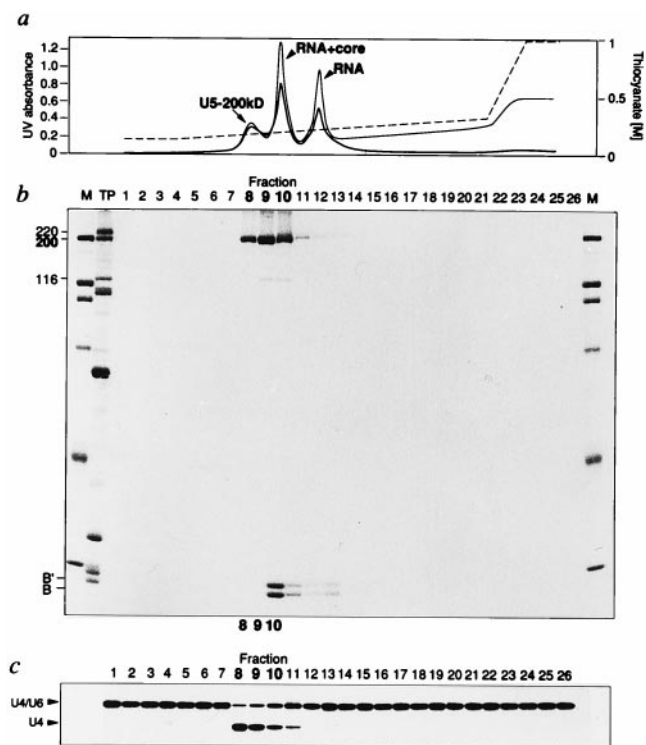 a
RNA+core
RNA
U5-200kD
UV absorbance
1.2
1.0
0.8
0.6
0.4
0.2
0
1
0.5
0
Thiocyanate [M]
b
Fraction
M TP 1 2 3 4 5 6 7 8 9 10 11 12 13 14 15 16 17 18 19 20 21 22 23 24 25 26 M
220
200
116
B'
B
8 9 10
c
Fraction
1 2 3 4 5 6 7 8 9 10 11 12 13 14 15 16 17 18 19 20 21 22 23 24 25 26
U4/U6
U4